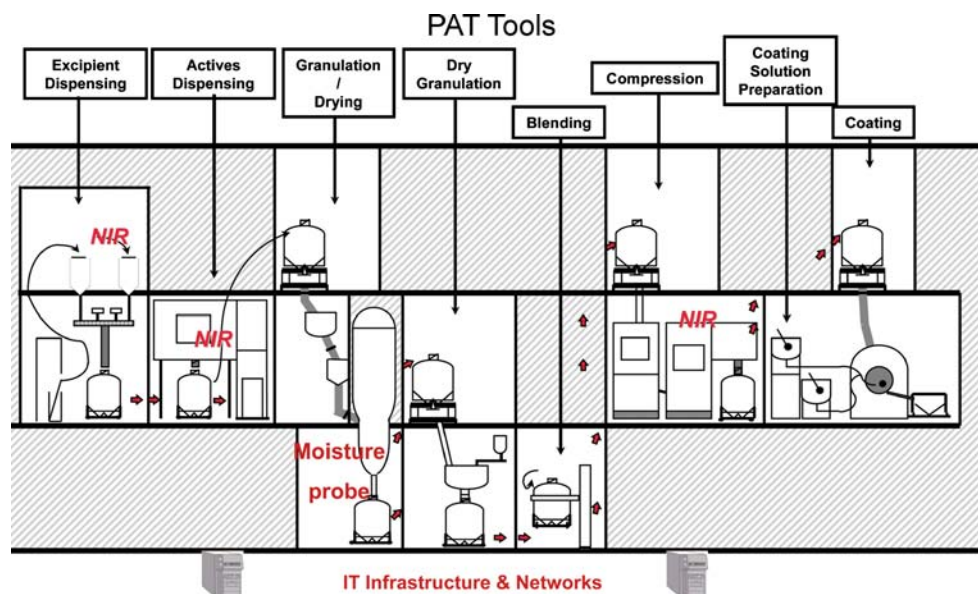 PAT Tools
Excipient
Dispensing
Actives
Dispensing
Granulation
/
Drying
Dry
Granulation
Blending
Compression
Coating
Solution
Preparation
Coating
NIR
NIR
NIR
Moisture
probe
IT Infrastructure & Networks